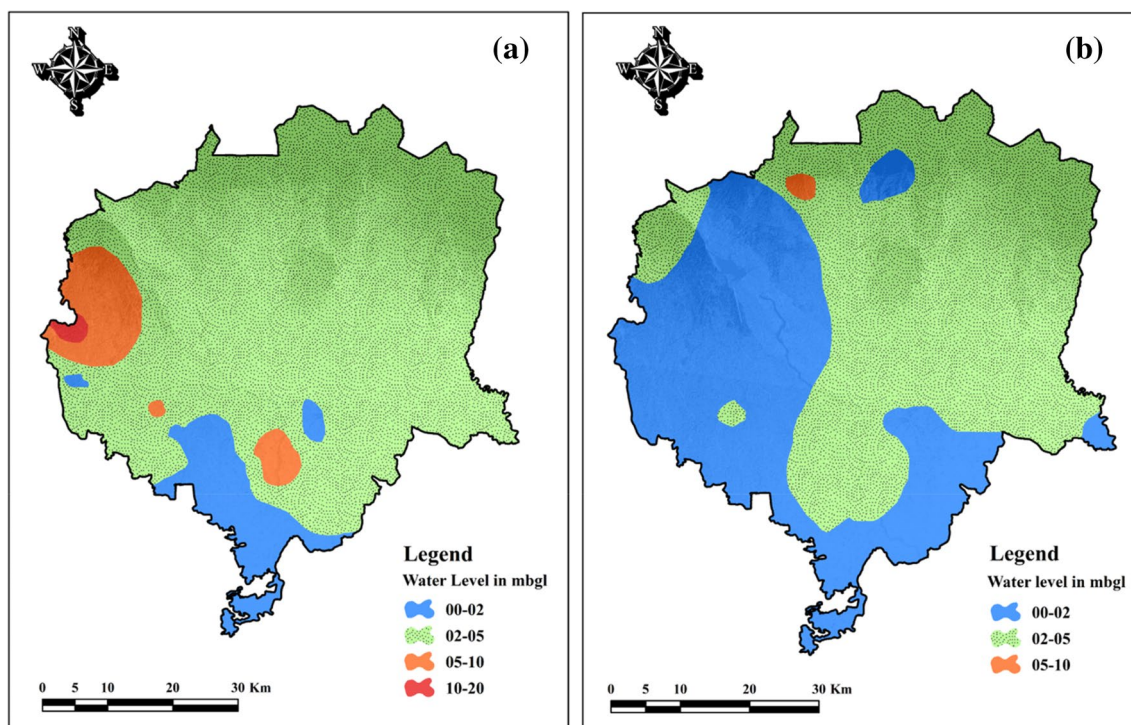 (a)
N
W E
S
Legend
Water Level in mbgl
00-02
02-05
05-10
10-20
0 5 10 20 30 Km
(b)
N
W E
S
Legend
Water level in mbgl
00-02
02-05
05-10
0 5 10 20 30 Km